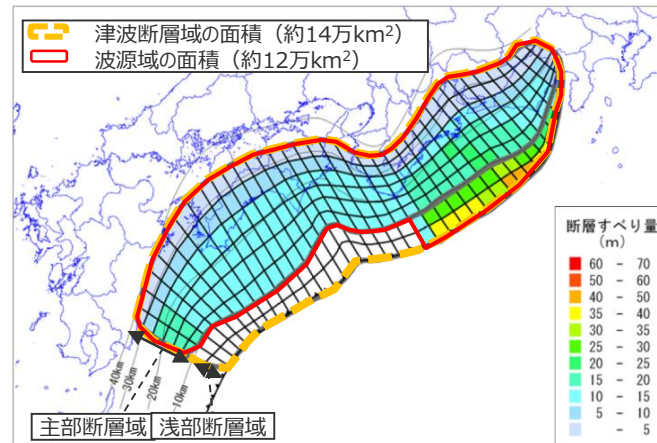 津波断層域の面積（約14万km²）
波源域の面積（約12万km²）
断層すべり量
（m）
60 - 70
50 - 60
40 - 50
35 - 40
30 - 35
25 - 30
20 - 25
15 - 20
10 - 15
5 - 10
- 5
40km
30km
20km
10km
主部断層域
浅部断層域